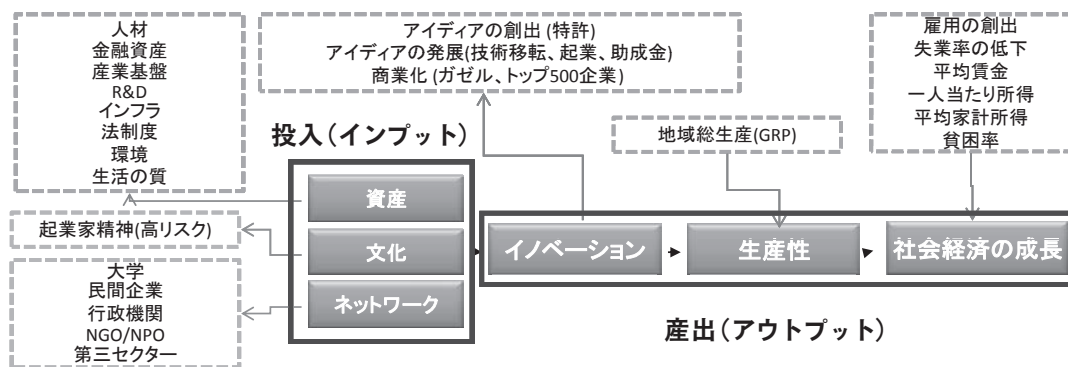 人材
金融資産
産業基盤
R&D
インフラ
法制度
環境
生活の質
起業家精神(高リスク)
大学
民間企業
行政機関
NGO/NPO
第三セクター
アイディアの創出 (特許)
アイディアの発展(技術移転、起業、助成金)
商業化 (ガゼル、トップ500企業)
投入（インプット）
資産
文化
ネットワーク
地域総生産(GRP)
雇用の創出
失業率の低下
平均賃金
一人当たり所得
平均家計所得
貧困率
イノベーション
生産性
社会経済の成長
産出（アウトプット）